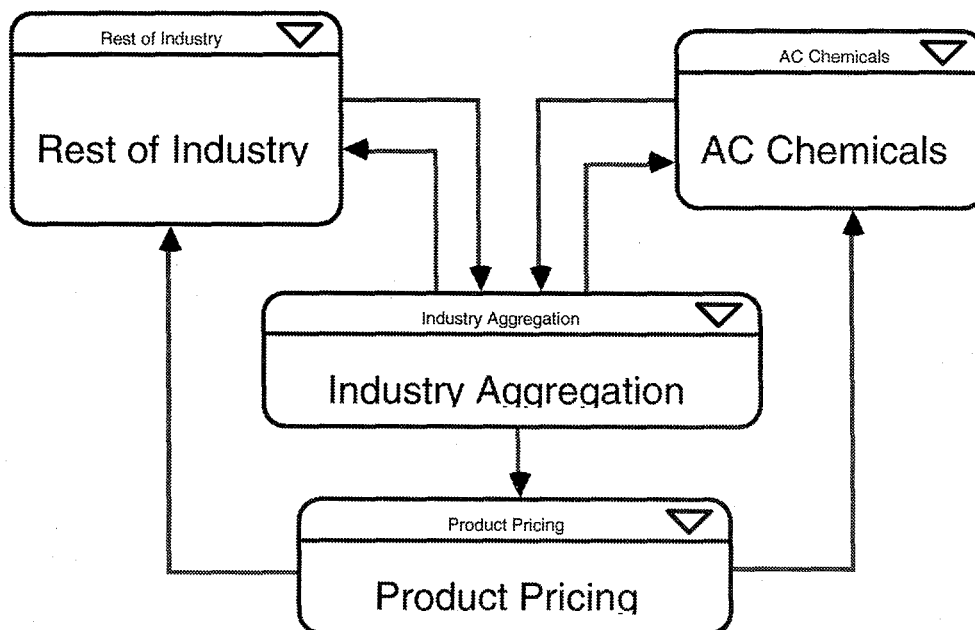 Rest of Industry
Rest of Industry
AC Chemicals
AC Chemicals
Industry Aggregation
Industry Aggregation
Product Pricing
Product Pricing